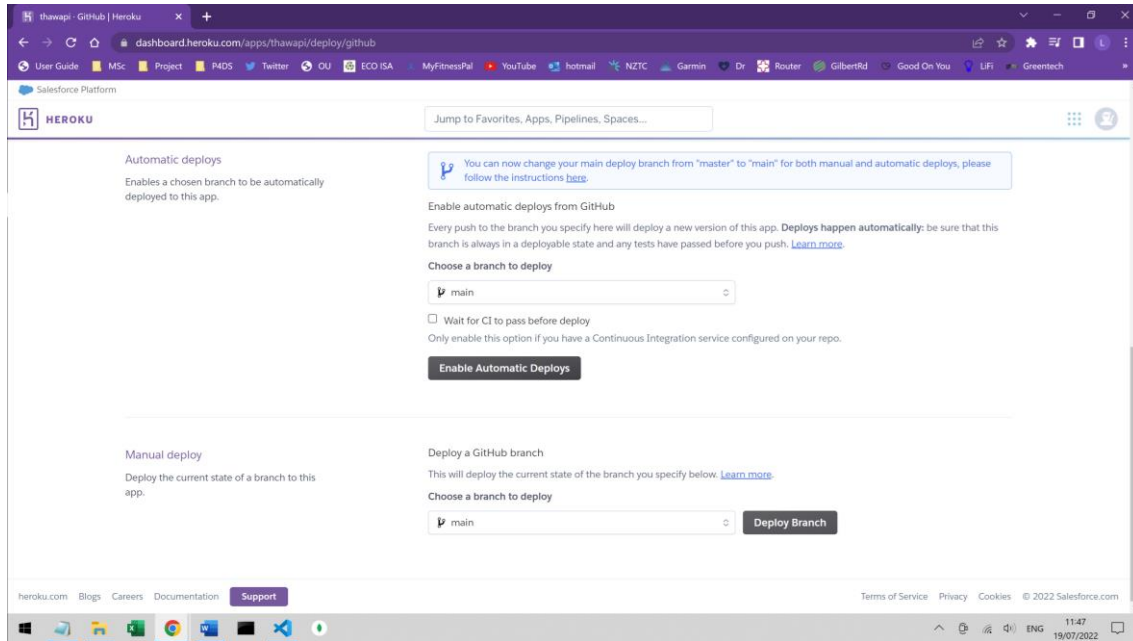 thawapi · GitHub | Heroku
dashboard.heroku.com/apps/thawapi/deploy/github
User Guide MSc Project P4DS Twitter OU ECO ISA MyFitnessPal YouTube hotmail NZTC Garmin Dr Router GilbertRd Good On You LiFi Greentech »
L
Salesforce Platform
HEROKU
Jump to Favorites, Apps, Pipelines, Spaces...
Automatic deploys
Enables a chosen branch to be automatically
deployed to this app.
You can now change your main deploy branch from "master" to "main" for both manual and automatic deploys, please
follow the instructions here.
Enable automatic deploys from GitHub
Every push to the branch you specify here will deploy a new version of this app. Deploys happen automatically: be sure that this
branch is always in a deployable state and any tests have passed before you push. Learn more.
Choose a branch to deploy
main
Wait for CI to pass before deploy
Only enable this option if you have a Continuous Integration service configured on your repo.
Enable Automatic Deploys
Manual deploy
Deploy the current state of a branch to this
app.
Deploy a GitHub branch
This will deploy the current state of the branch you specify below. Learn more.
Choose a branch to deploy
main
Deploy Branch
heroku.com Blogs Careers Documentation Support
Terms of Service Privacy Cookies © 2022 Salesforce.com
ENG
11:47
19/07/2022